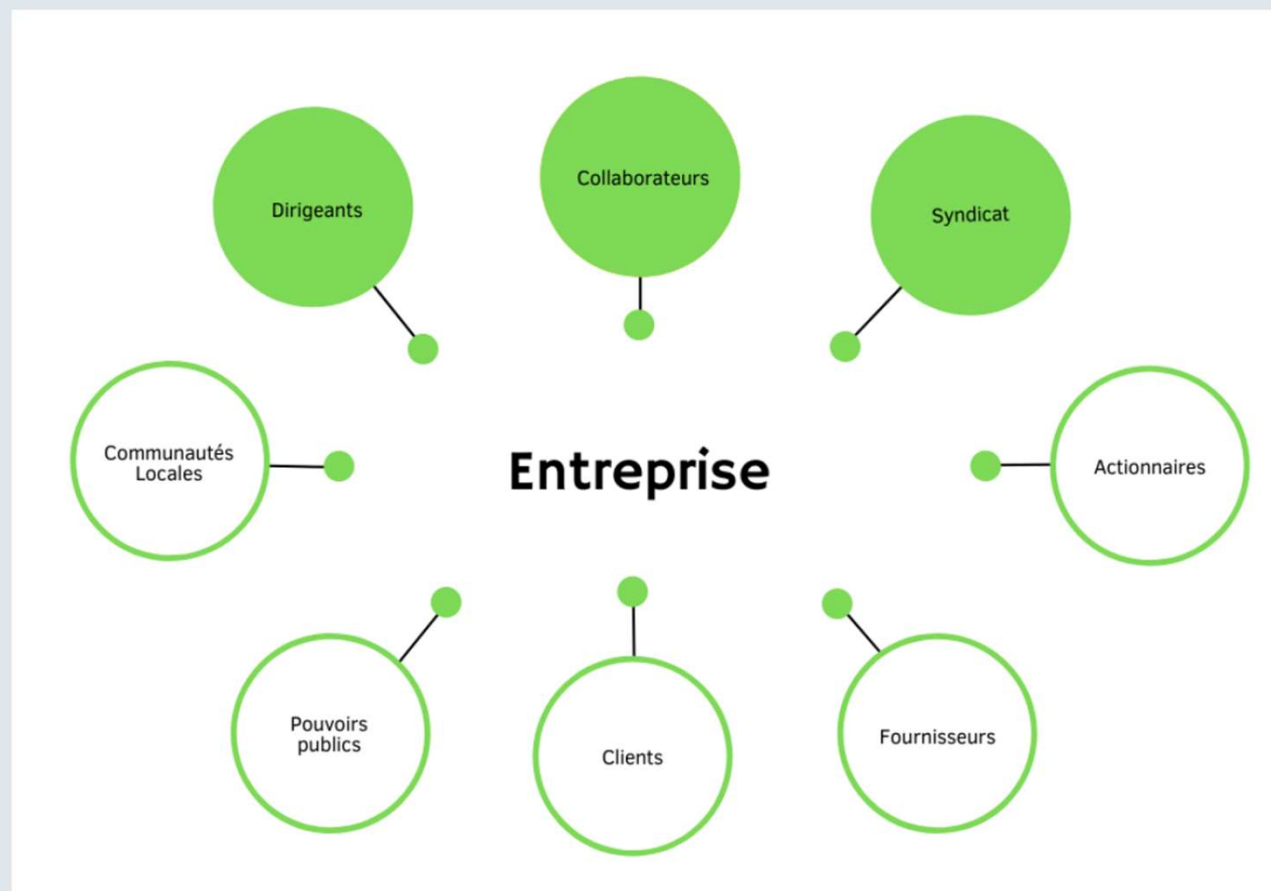 Collaborateurs
Dirigeants
Syndicat
Communautés
Locales
Entreprise
Actionnaires
Pouvoirs
publics
Clients
Fournisseurs